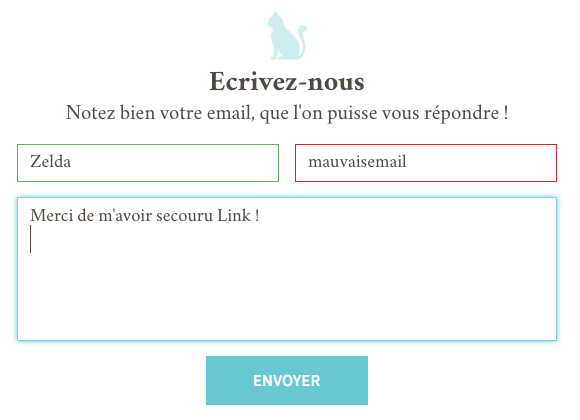 Ecrivez-nous
Notez bien votre email, que l'on puisse vous répondre !
Zelda
mauvaisemail
Merci de m'avoir secouru Link !
ENVOYER